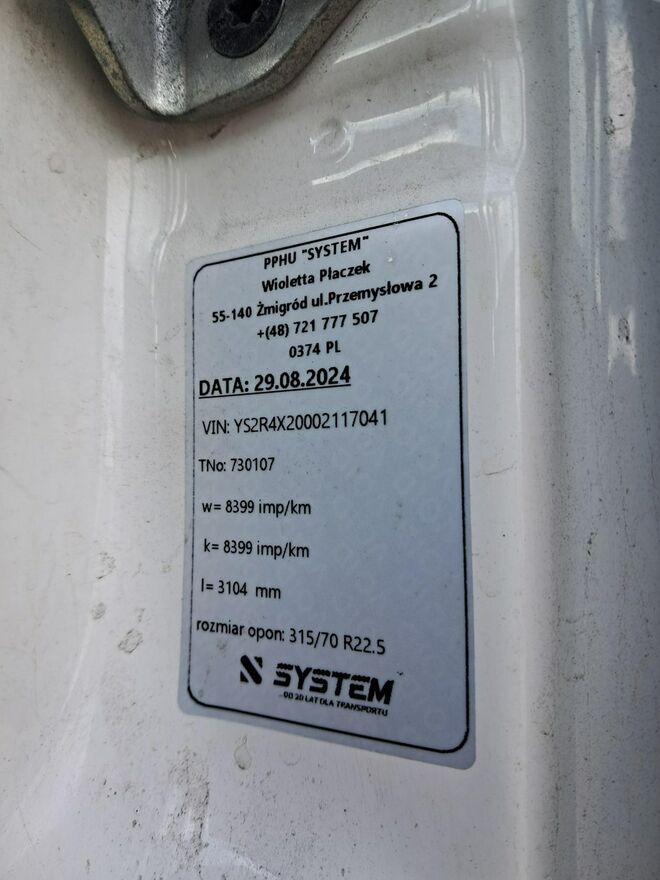 PPHU "SYSTEM"
Wioletta Płaczek
55-140 Żmigród ul.Przemysłowa 2
+(48) 721 777 507
0374 PL
DATA: 29.08.2024
VIN: YS2R4X20002117041
TNo: 730107
w= 8399 imp/km
k= 8399 imp/km
l= 3104 mm
rozmiar opon: 315/70 R22.5
SYSTEM
OD 20 LAT DLA TRANSPORTU